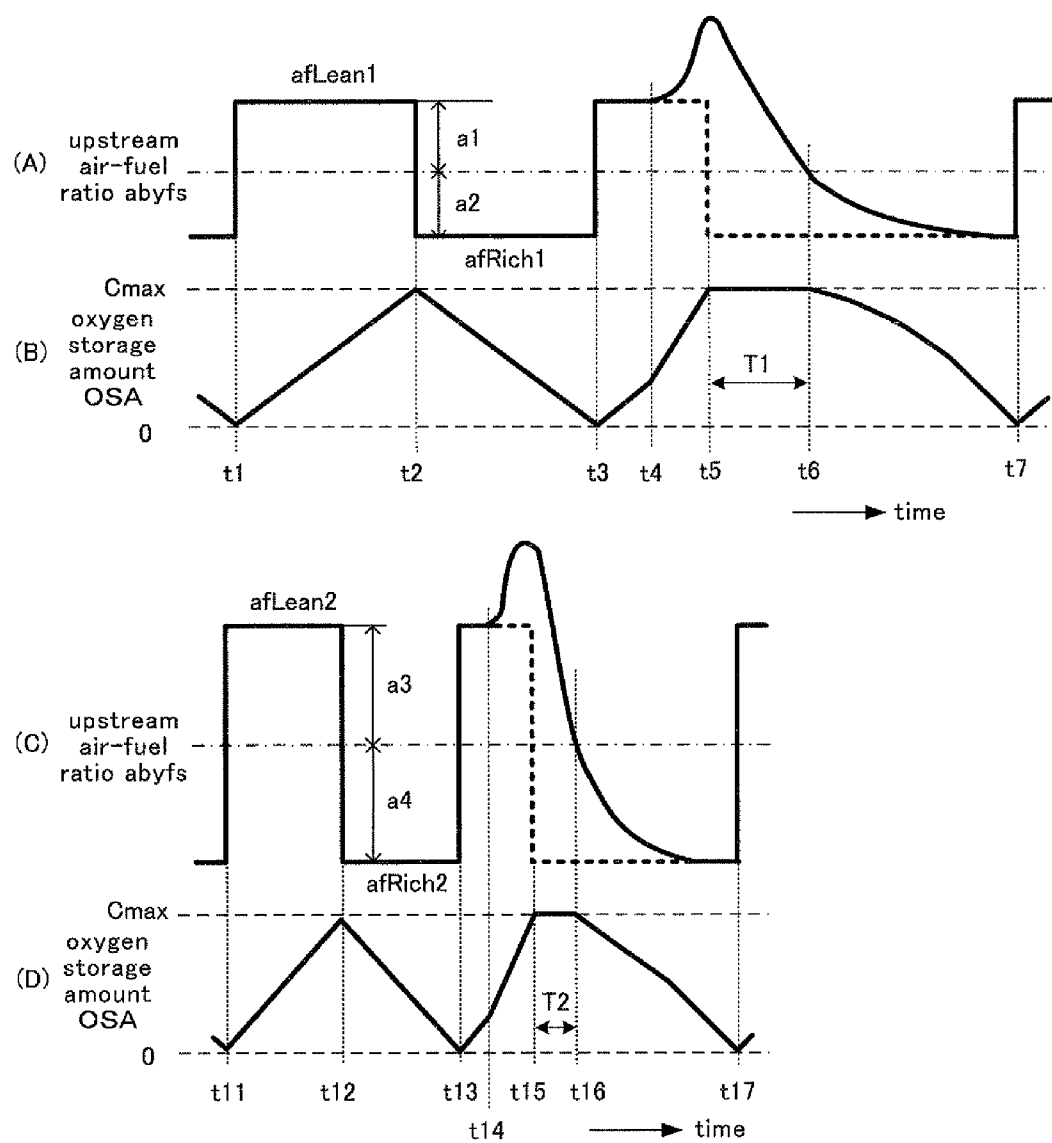 afLean1
a1
(A)
upstream
air-fuel
ratio abyfs
a2
afRich1
Cmax
(B)
oxygen
storage
amount
OSA
T1
0
t1
t2
t3
t4
t5
t6
t7
time
afLean2
a3
(C)
upstream
air-fuel
ratio abyfs
a4
afRich2
Cmax
(D)
oxygen
storage
amount
OSA
T2
0
t11
t12
t13
t15
t16
t17
t14
time